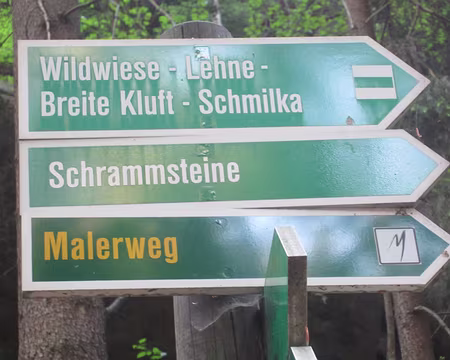 Wildwiese - Lehne -
Breite Kluft - Schmilka
Schrammsteine
Malerweg
M